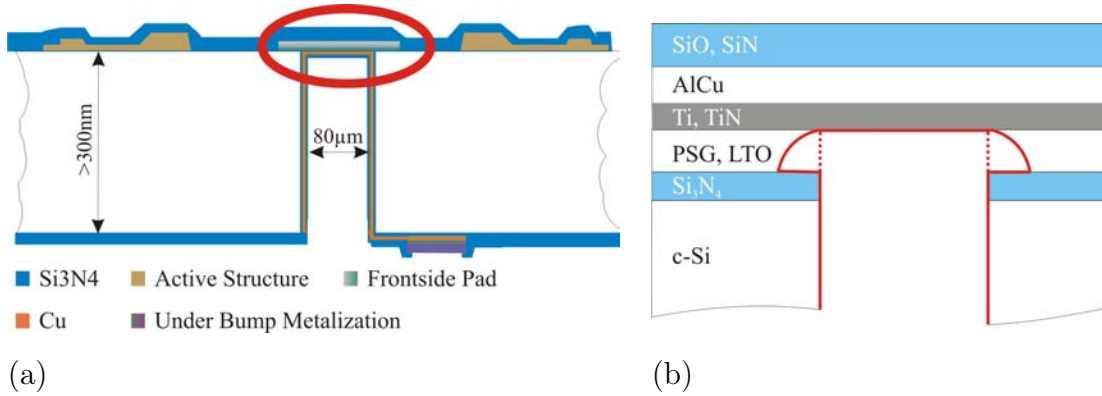 >300nm
80μm
Si3N4
Active Structure
Frontside Pad
Cu
Under Bump Metalization
(a)
SiO, SiN
AlCu
Ti, TiN
PSG, LTO
Si₃N₄
c-Si
(b)